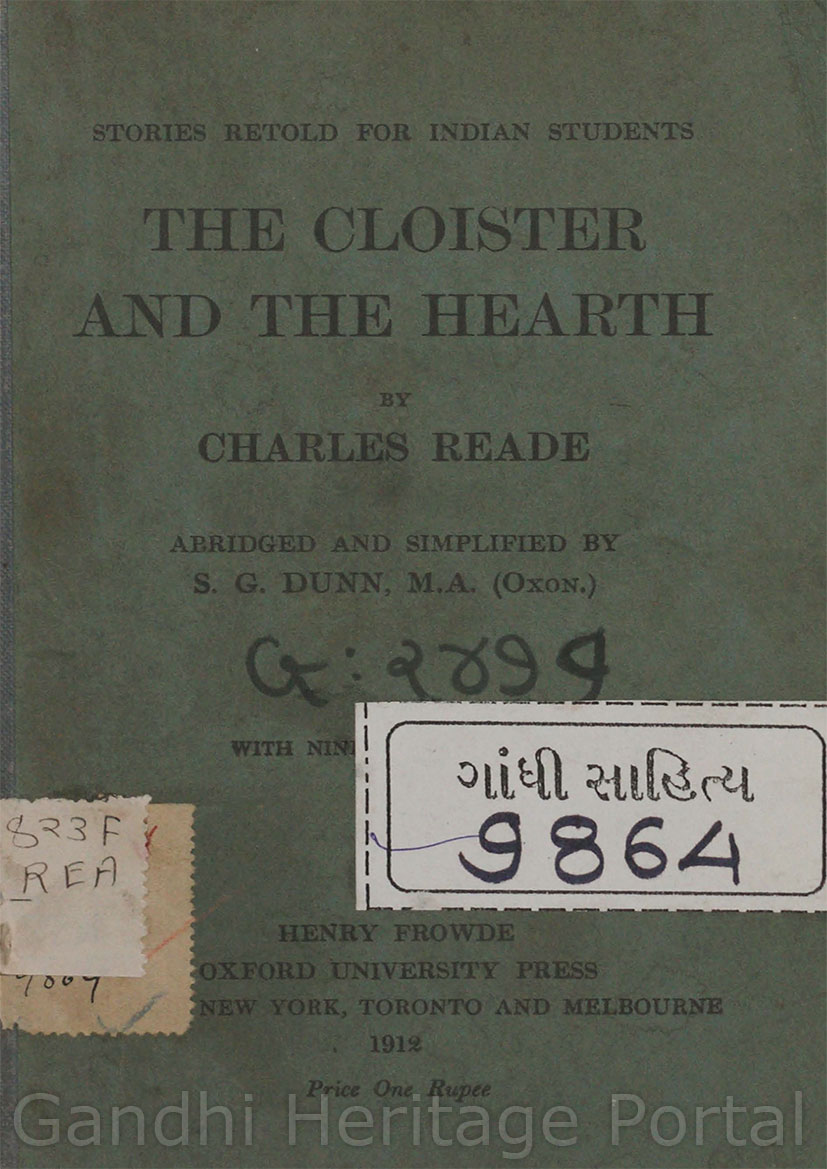 STORIES RETOLD FOR INDIAN STUDENTS
THE CLOISTER
AND THE HEARTH
BY
CHARLES READE
ABRIDGED AND SIMPLIFIED BY
S. G. DUNN, M.A. (OXON.)
WITH
ગાંધી સાહિત્ય
9864
823F
REA
HENRY FROWDE
OXFORD UNIVERSITY PRESS
NEW YORK, TORONTO AND MELBOURNE
1912
Price One Rupee
Gandhi Heritage Portal